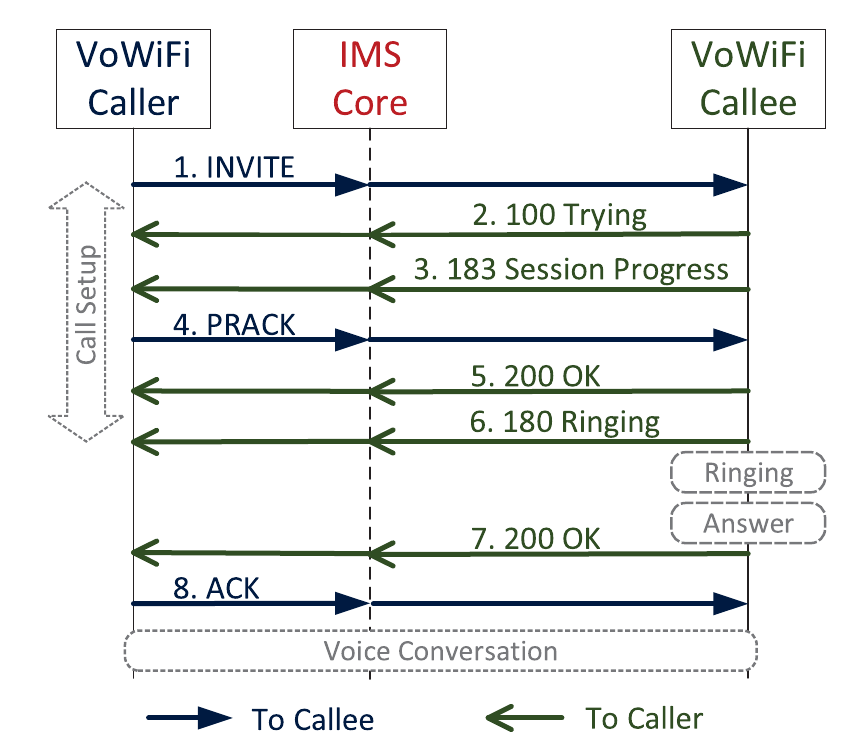 VoWiFi
Caller
IMS
Core
VoWiFi
Callee
1. INVITE
2. 100 Trying
3. 183 Session Progress
Call Setup
4. PRACK
5. 200 OK
6. 180 Ringing
Ringing
Answer
7. 200 OK
8. ACK
Voice Conversation
To Callee
To Caller